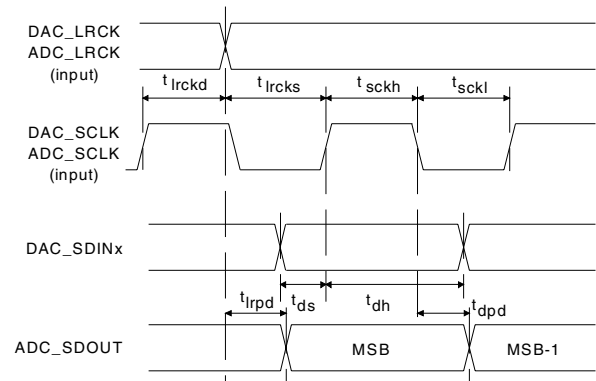 DAC_LRCK
ADC_LRCK
(input)
t lrckd
t lrcks
t sckh
t sckl
DAC_SCLK
ADC_SCLK
(input)
DAC_SDINx
t lrpd
t ds
t dh
t dpd
ADC_SDOUT
MSB
MSB-1